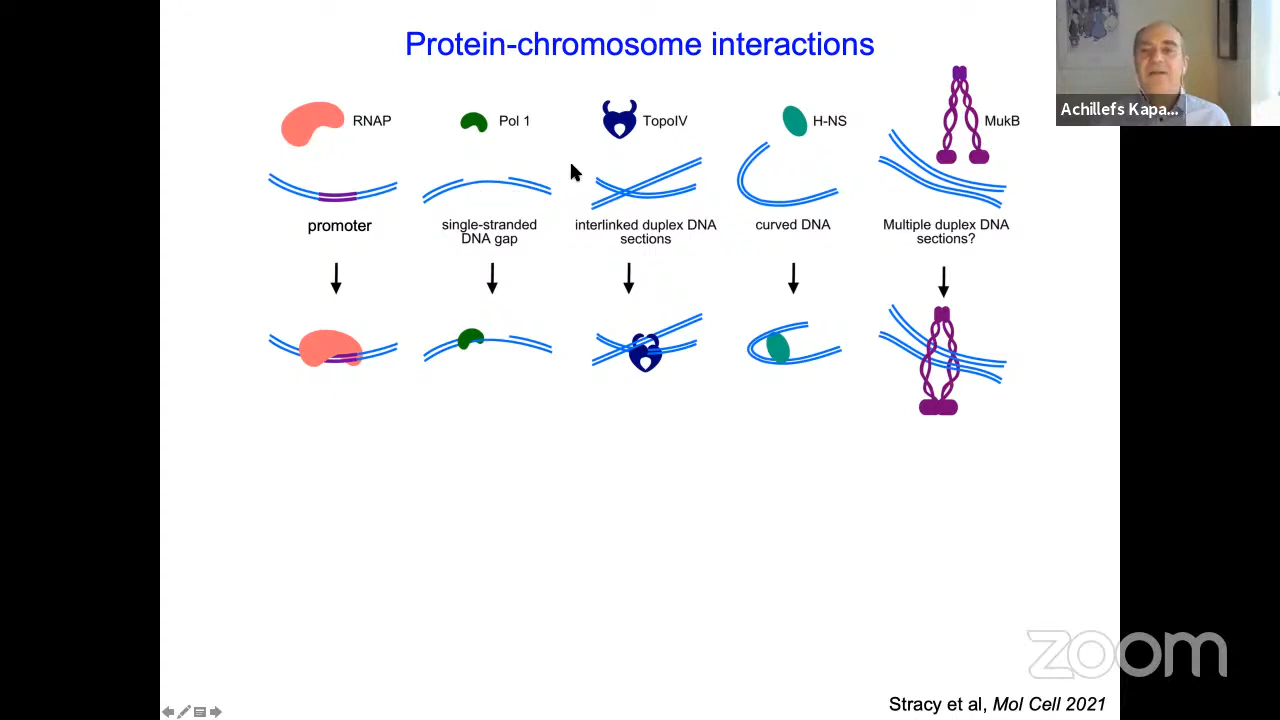 Protein-chromosome interactions
Achillefs Kapa...
RNAP
Pol 1
TopoIV
H-NS
MukB
promoter
single-stranded
DNA gap
interlinked duplex DNA
sections
curved DNA
Multiple duplex DNA
sections?
zoom
Stracy et al, Mol Cell 2021